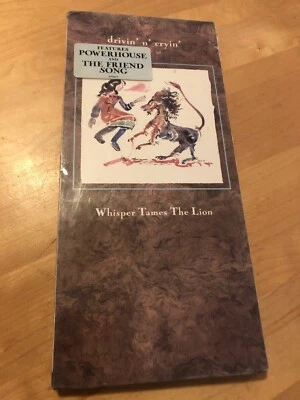 drivin' n' cryin'
FEATURES
POWERHOUSE
AND
THE FRIEND
SONG
Whisper Tames The Lion